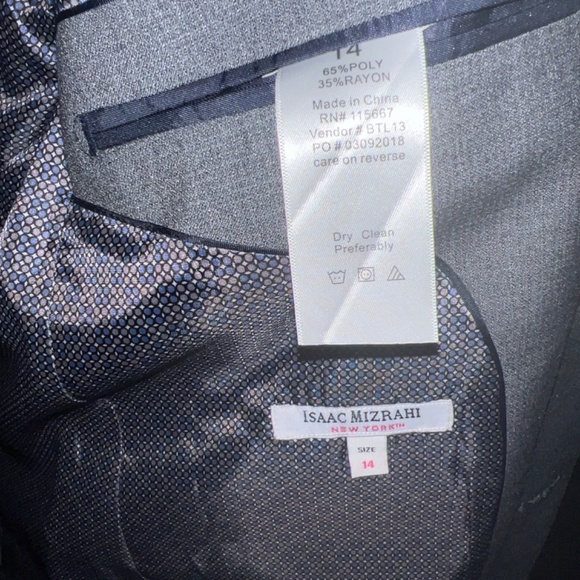 14
65%POLY
35%RAYON
Made in China
RN# 115667
Vendor# BTL13
PO # 03092018
care on reverse
Dry Clean
Preferably
ISAAC MIZRAHI
NEW YORK™
SIZE
14